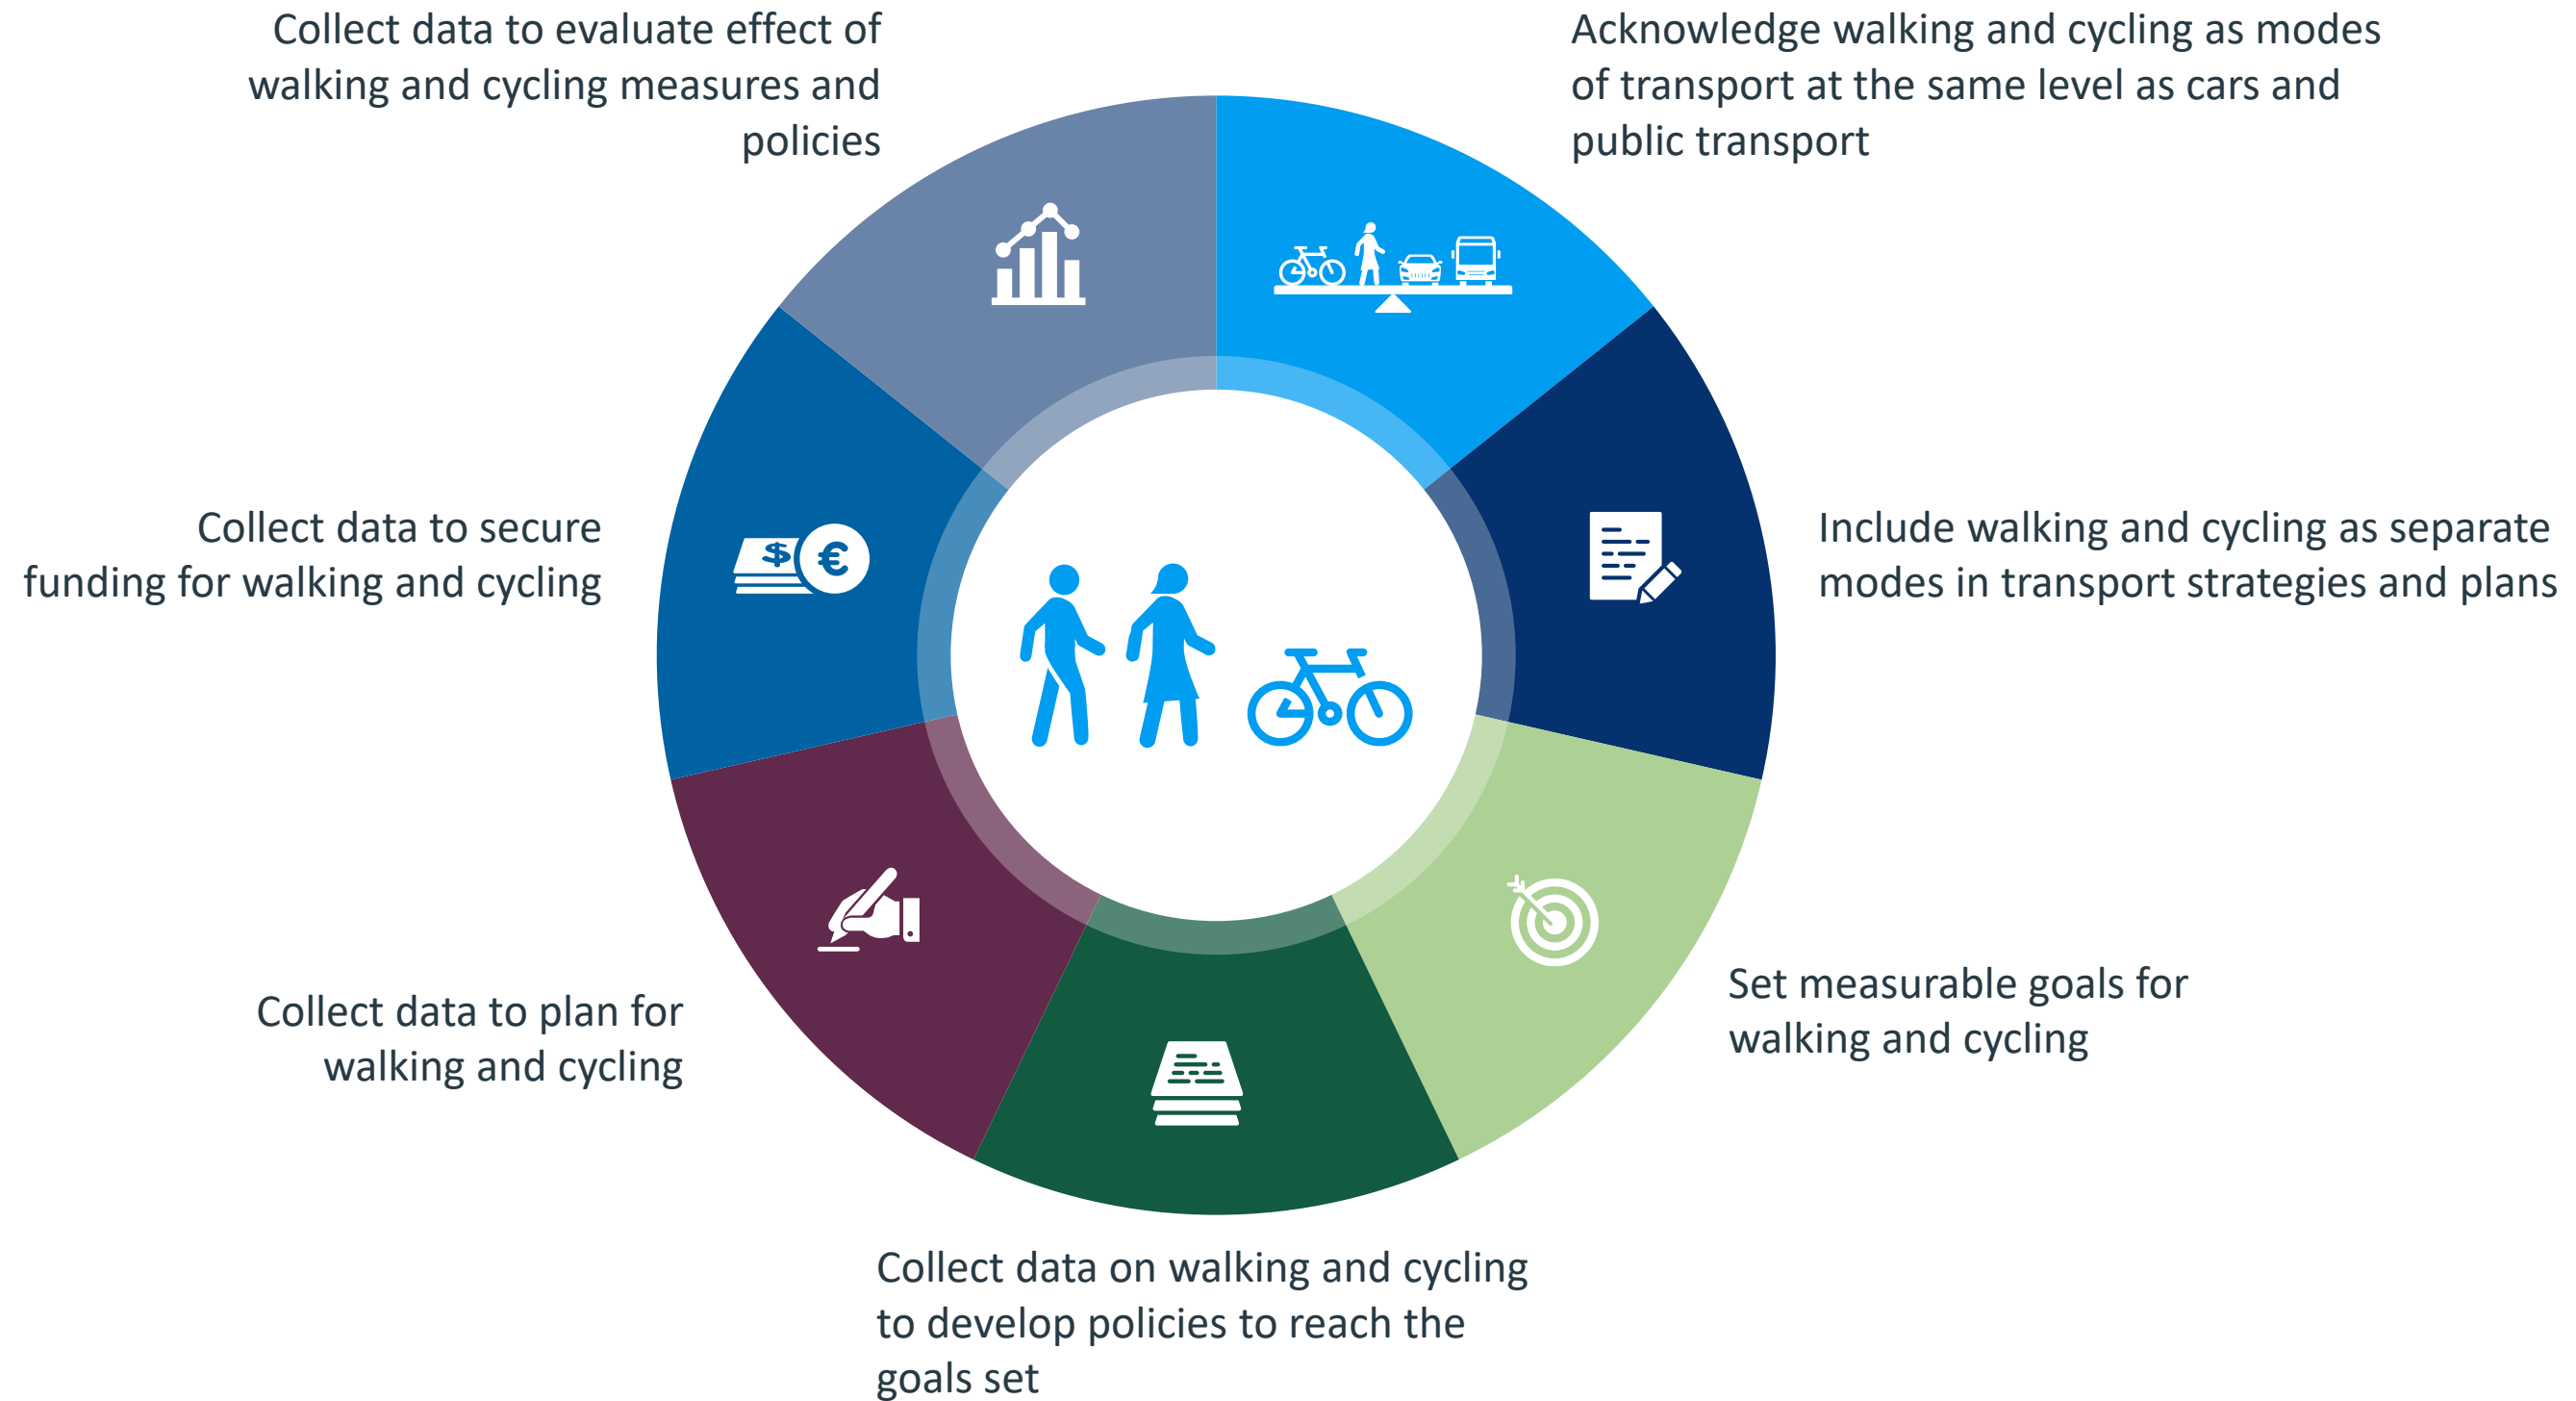 Collect data to evaluate effect of
walking and cycling measures and
policies
Acknowledge walking and cycling as modes
of transport at the same level as cars and
public transport
Include walking and cycling as separate
modes in transport strategies and plans
Set measurable goals for
walking and cycling
Collect data on walking and cycling
to develop policies to reach the
goals set
Collect data to plan for
walking and cycling
Collect data to secure
funding for walking and cycling
$ €